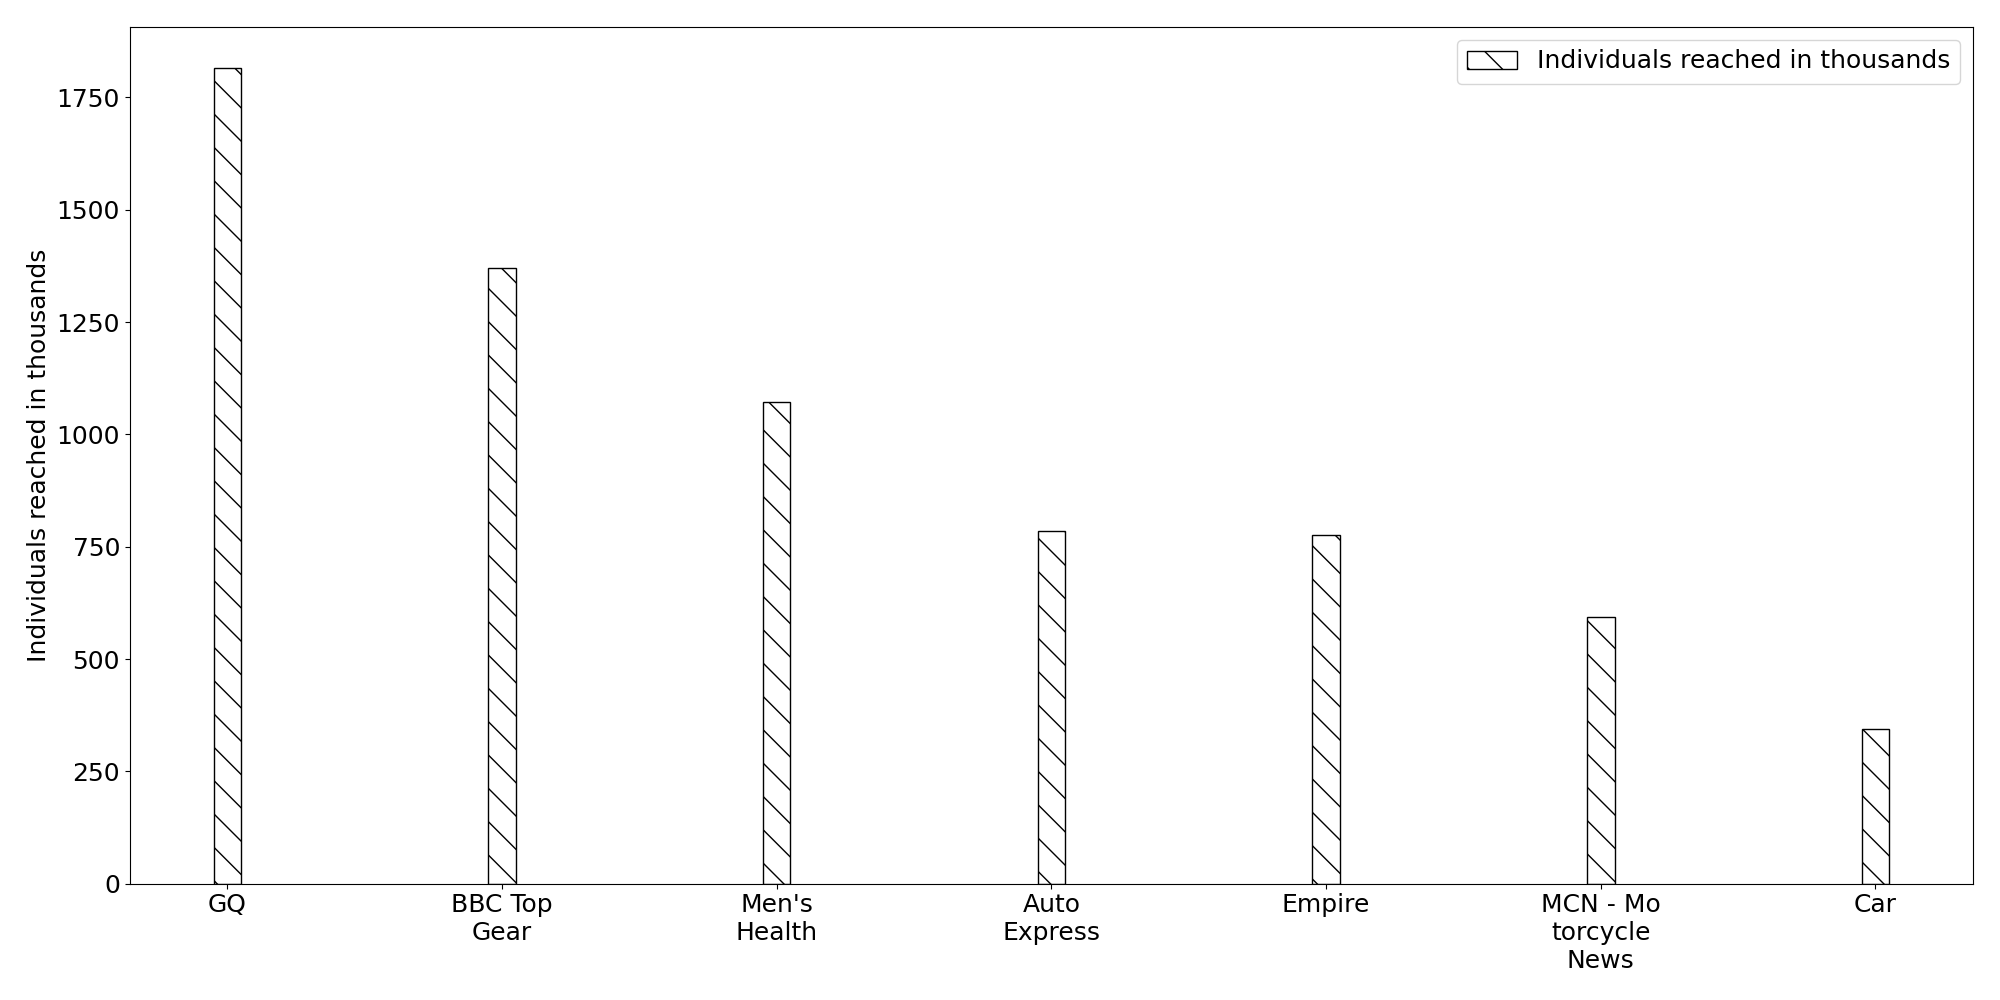 Individuals reached in thousands
1750
1500
1250
1000
750
500
250
0
Individuals reached in thousands
GQ
BBC Top
Gear
Men's
Health
Auto
Express
Empire
MCN - Mo
torcycle
News
Car